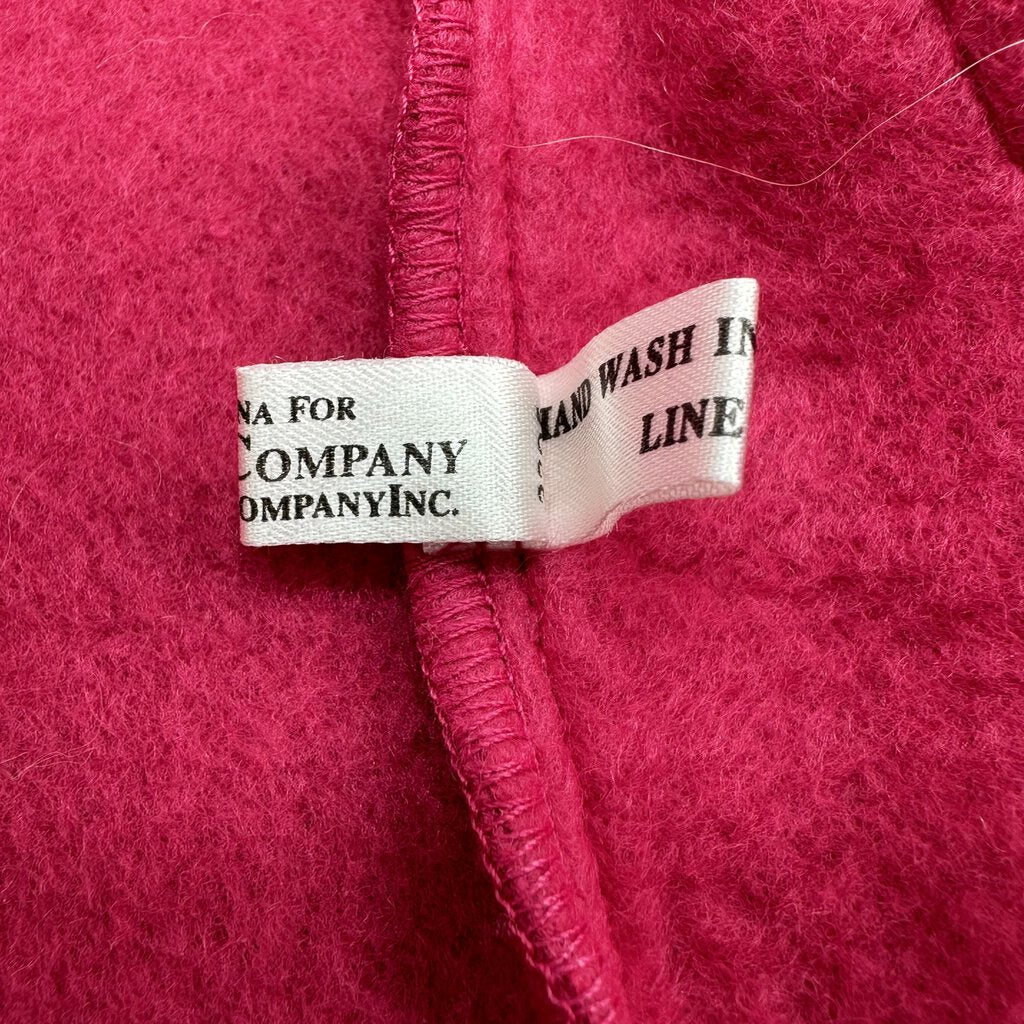 NA FOR
COMPANY
OMPANYINC.
HAND WASH IN
LINE